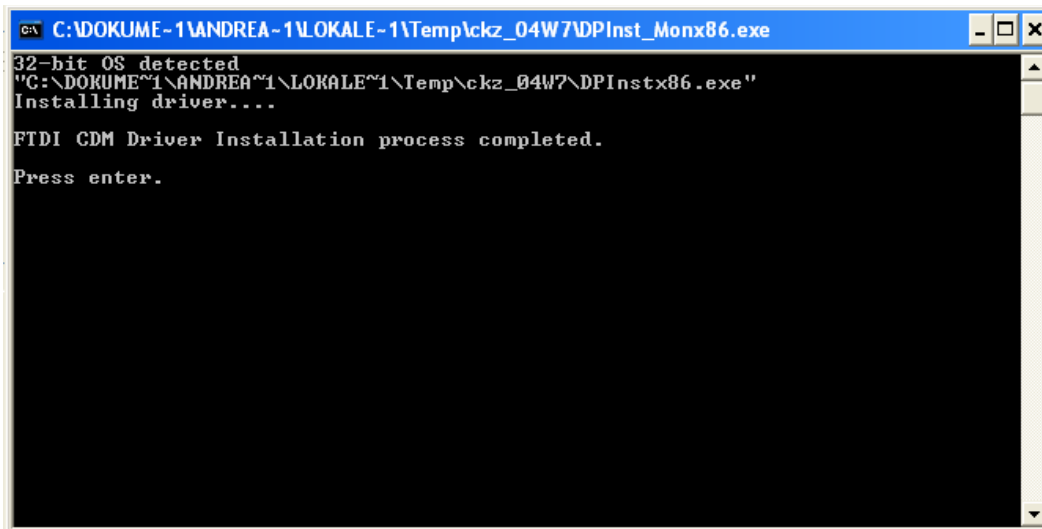 C:\DOKUME~1\ANDREA~1\LOKALE~1\Temp\ckz_04W7\DPInst_Monx86.exe
32-bit OS detected
"C:\DOKUME~1\ANDREA~1\LOKALE~1\Temp\ckz_04W7\DPInstx86.exe"
Installing driver....
FTDI CDM Driver Installation process completed.
Press enter.